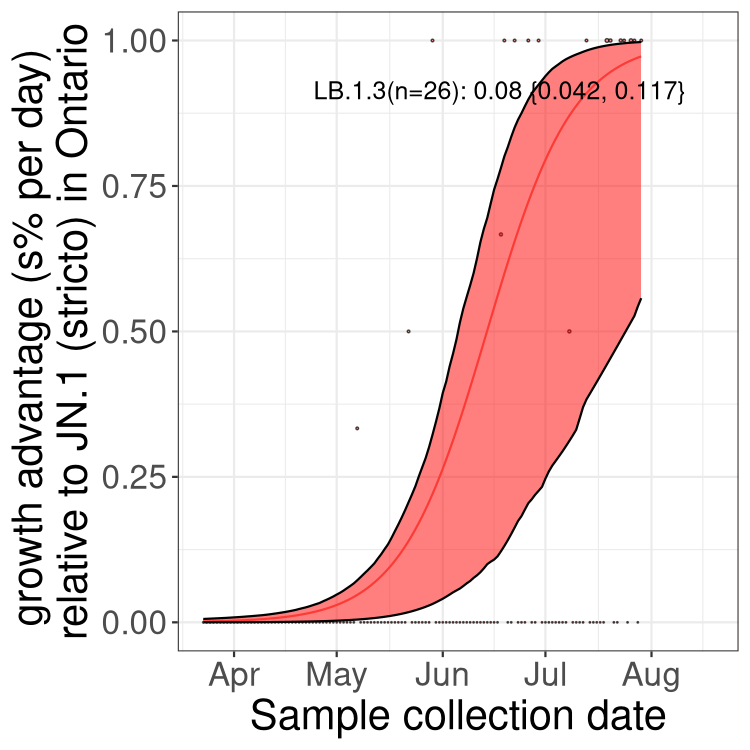 growth advantage (s% per day)
relative to JN.1 (stricto) in Ontario
1.00
0.75
0.50
0.25
0.00
LB.1.3(n=26): 0.08 {0.042, 0.117}
Apr May Jun Jul Aug
Sample collection date